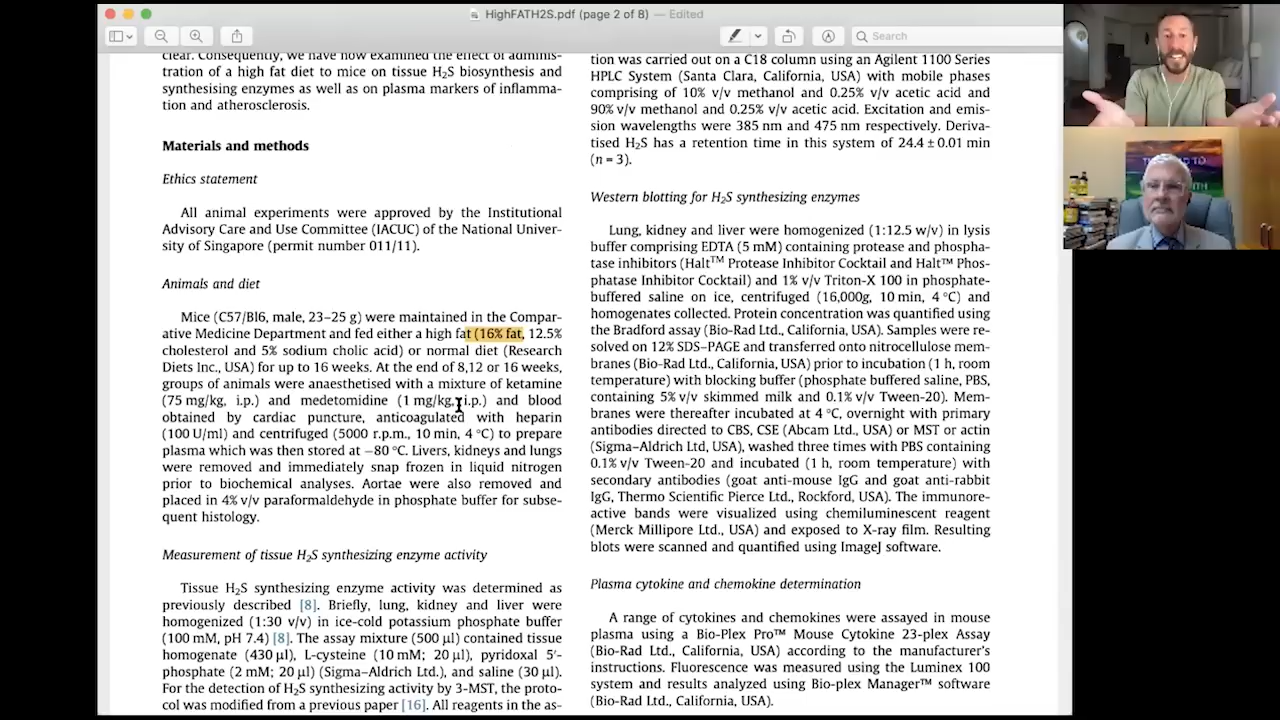 HighFATH2S.pdf (page 2 of 8) — Edited
Search
clear. Consequently, we have now examined the effect of adminis-
tration of a high fat diet to mice on tissue H2S biosynthesis and
synthesising enzymes as well as on plasma markers of inflamma-
tion and atherosclerosis.
Materials and methods
Ethics statement
All animal experiments were approved by the Institutional
Advisory Care and Use Committee (IACUC) of the National Univer-
sity of Singapore (permit number 011/11).
Animals and diet
Mice (C57/Bl6, male, 23–25 g) were maintained in the Compar-
ative Medicine Department and fed either a high fat (16% fat, 12.5%
cholesterol and 5% sodium cholic acid) or normal diet (Research
Diets Inc., USA) for up to 16 weeks. At the end of 8,12 or 16 weeks,
groups of animals were anaesthetised with a mixture of ketamine
(75 mg/kg, i.p.) and medetomidine (1 mg/kg, i.p.) and blood
obtained by cardiac puncture, anticoagulated with heparin
(100 U/ml) and centrifuged (5000 r.p.m., 10 min, 4 °C) to prepare
plasma which was then stored at −80 °C. Livers, kidneys and lungs
were removed and immediately snap frozen in liquid nitrogen
prior to biochemical analyses. Aortae were also removed and
placed in 4% v/v paraformaldehyde in phosphate buffer for subse-
quent histology.
Measurement of tissue H2S synthesizing enzyme activity
Tissue H2S synthesizing enzyme activity was determined as
previously described [8]. Briefly, lung, kidney and liver were
homogenized (1:30 v/v) in ice-cold potassium phosphate buffer
(100 mM, pH 7.4) [8]. The assay mixture (500 μl) contained tissue
homogenate (430 μl), L-cysteine (10 mM; 20 μl), pyridoxal 5′-
phosphate (2 mM; 20 μl) (Sigma–Aldrich Ltd.), and saline (30 μl).
For the detection of H2S synthesizing activity by 3-MST, the proto-
col was modified from a previous paper [16]. All reagents in the as-
tion was carried out on a C18 column using an Agilent 1100 Series
HPLC System (Santa Clara, California, USA) with mobile phases
comprising of 10% v/v methanol and 0.25% v/v acetic acid and
90% v/v methanol and 0.25% v/v acetic acid. Excitation and emis-
sion wavelengths were 385 nm and 475 nm respectively. Deriva-
tised H2S has a retention time in this system of 24.4 ± 0.01 min
(n = 3).
Western blotting for H2S synthesizing enzymes
Lung, kidney and liver were homogenized (1:12.5 w/v) in lysis
buffer comprising EDTA (5 mM) containing protease and phospha-
tase inhibitors (Halt™ Protease Inhibitor Cocktail and Halt™ Phos-
phatase Inhibitor Cocktail) and 1% v/v Triton-X 100 in phosphate-
buffered saline on ice, centrifuged (16,000g, 10 min, 4 °C) and
homogenates collected. Protein concentration was quantified using
the Bradford assay (Bio-Rad Ltd., California, USA). Samples were re-
solved on 12% SDS–PAGE and transferred onto nitrocellulose mem-
branes (Bio-Rad Ltd., California, USA) prior to incubation (1 h, room
temperature) with blocking buffer (phosphate buffered saline, PBS,
containing 5% v/v skimmed milk and 0.1% v/v Tween-20). Mem-
branes were thereafter incubated at 4 °C, overnight with primary
antibodies directed to CBS, CSE (Abcam Ltd., USA) or MST or actin
(Sigma–Aldrich Ltd, USA), washed three times with PBS containing
0.1% v/v Tween-20 and incubated (1 h, room temperature) with
secondary antibodies (goat anti-mouse IgG and goat anti-rabbit
IgG, Thermo Scientific Pierce Ltd., Rockford, USA). The immunore-
active bands were visualized using chemiluminescent reagent
(Merck Millipore Ltd., USA) and exposed to X-ray film. Resulting
blots were scanned and quantified using ImageJ software.
Plasma cytokine and chemokine determination
A range of cytokines and chemokines were assayed in mouse
plasma using a Bio-Plex Pro™ Mouse Cytokine 23-plex Assay
(Bio-Rad Ltd., California, USA) according to the manufacturer's
instructions. Fluorescence was measured using the Luminex 100
system and results analyzed using Bio-plex Manager™ software
(Bio-Rad Ltd., California, USA).